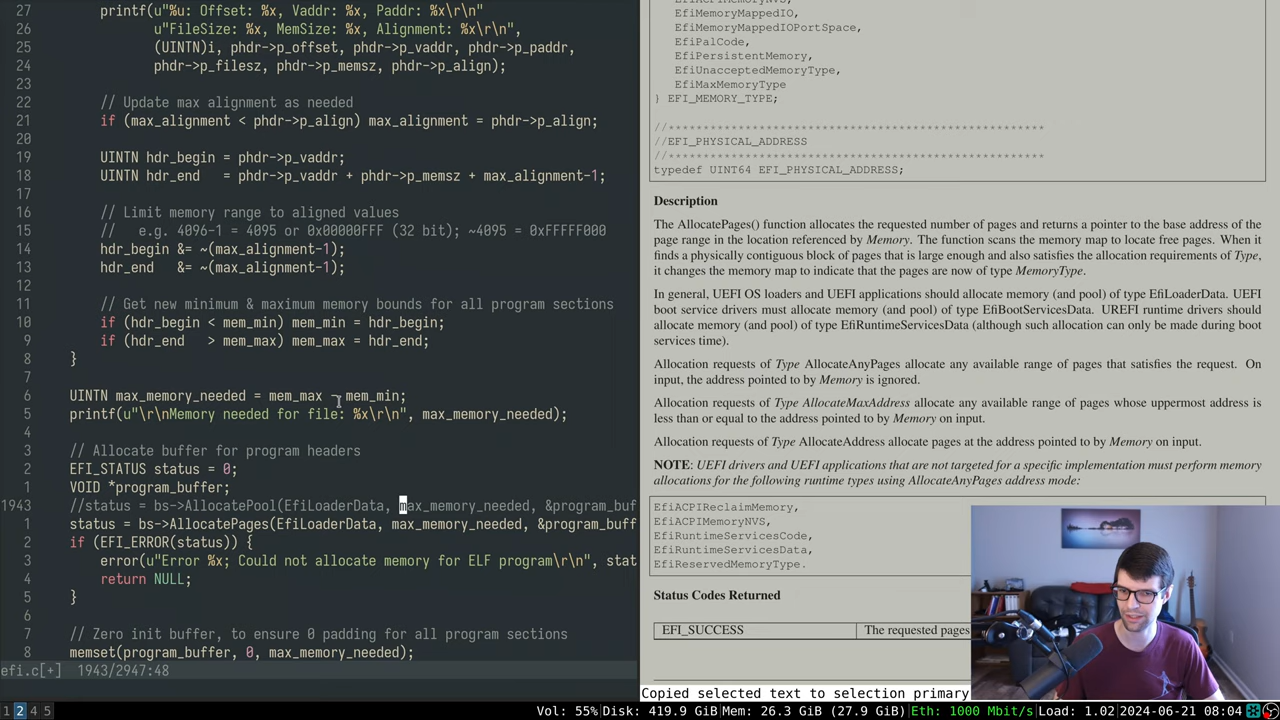 27 printf(u"%u: Offset: %x, Vaddr: %x, Paddr: %x\r\n"
26 u"FileSize: %x, MemSize: %x, Alignment: %x\r\n",
25 (UINTN)i, phdr->p_offset, phdr->p_vaddr, phdr->p_paddr,
24 phdr->p_filesz, phdr->p_memsz, phdr->p_align);
23
22 // Update max alignment as needed
21 if (max_alignment < phdr->p_align) max_alignment = phdr->p_align;
20
19 UINTN hdr_begin = phdr->p_vaddr;
18 UINTN hdr_end   = phdr->p_vaddr + phdr->p_memsz + max_alignment-1;
17
16 // Limit memory range to aligned values
15 //   e.g. 4096-1 = 4095 or 0x00000FFF (32 bit); ~4095 = 0xFFFFF000
14 hdr_begin &= ~(max_alignment-1);
13 hdr_end   &= ~(max_alignment-1);
12
11 // Get new minimum & maximum memory bounds for all program sections
10 if (hdr_begin < mem_min) mem_min = hdr_begin;
9 if (hdr_end   > mem_max) mem_max = hdr_end;
8 }
7
6 UINTN max_memory_needed = mem_max - mem_min;
5 printf(u"\r\nMemory needed for file: %x\r\n", max_memory_needed);
4
3 // Allocate buffer for program headers
2 EFI_STATUS status = 0;
1 VOID *program_buffer;
1943 //status = bs->AllocatePool(EfiLoaderData, max_memory_needed, &program_buf
1 status = bs->AllocatePages(EfiLoaderData, max_memory_needed, &program_buff
2 if (EFI_ERROR(status)) {
3 error(u"Error %x; Could not allocate memory for ELF program\r\n", stat
4 return NULL;
5 }
6
7 // Zero init buffer, to ensure 0 padding for all program sections
8 memset(program_buffer, 0, max_memory_needed);
efi.c[+] 1943/2947:48
EfiMemoryMappedIO,
EfiMemoryMappedIOPortSpace,
EfiPalCode,
EfiPersistentMemory,
EfiUnacceptedMemoryType,
EfiMaxMemoryType
} EFI_MEMORY_TYPE;
//*******************************************************
//EFI_PHYSICAL_ADDRESS
//*******************************************************
typedef UINT64 EFI_PHYSICAL_ADDRESS;
Description
The AllocatePages() function allocates the requested number of pages and returns a pointer to the base address of the
page range in the location referenced by Memory. The function scans the memory map to locate free pages. When it
finds a physically contiguous block of pages that is large enough and also satisfies the allocation requirements of Type,
it changes the memory map to indicate that the pages are now of type MemoryType.
In general, UEFI OS loaders and UEFI applications should allocate memory (and pool) of type EfiLoaderData. UEFI
boot service drivers must allocate memory (and pool) of type EfiBootServicesData. UREFI runtime drivers should
allocate memory (and pool) of type EfiRuntimeServicesData (although such allocation can only be made during boot
services time).
Allocation requests of Type AllocateAnyPages allocate any available range of pages that satisfies the request. On
input, the address pointed to by Memory is ignored.
Allocation requests of Type AllocateMaxAddress allocate any available range of pages whose uppermost address is
less than or equal to the address pointed to by Memory on input.
Allocation requests of Type AllocateAddress allocate pages at the address pointed to by Memory on input.
NOTE: UEFI drivers and UEFI applications that are not targeted for a specific implementation must perform memory
allocations for the following runtime types using AllocateAnyPages address mode:
EfiACPIReclaimMemory,
EfiACPIMemoryNVS,
EfiRuntimeServicesCode,
EfiRuntimeServicesData,
EfiReservedMemoryType.
Status Codes Returned
EFI_SUCCESS The requested pages
Copied selected text to selection primary
1 2 4 5 Vol: 55% Disk: 419.9 GiB Mem: 26.3 GiB (27.9 GiB) Eth: 1000 Mbit/s Load: 1.02 2024-06-21 08:04